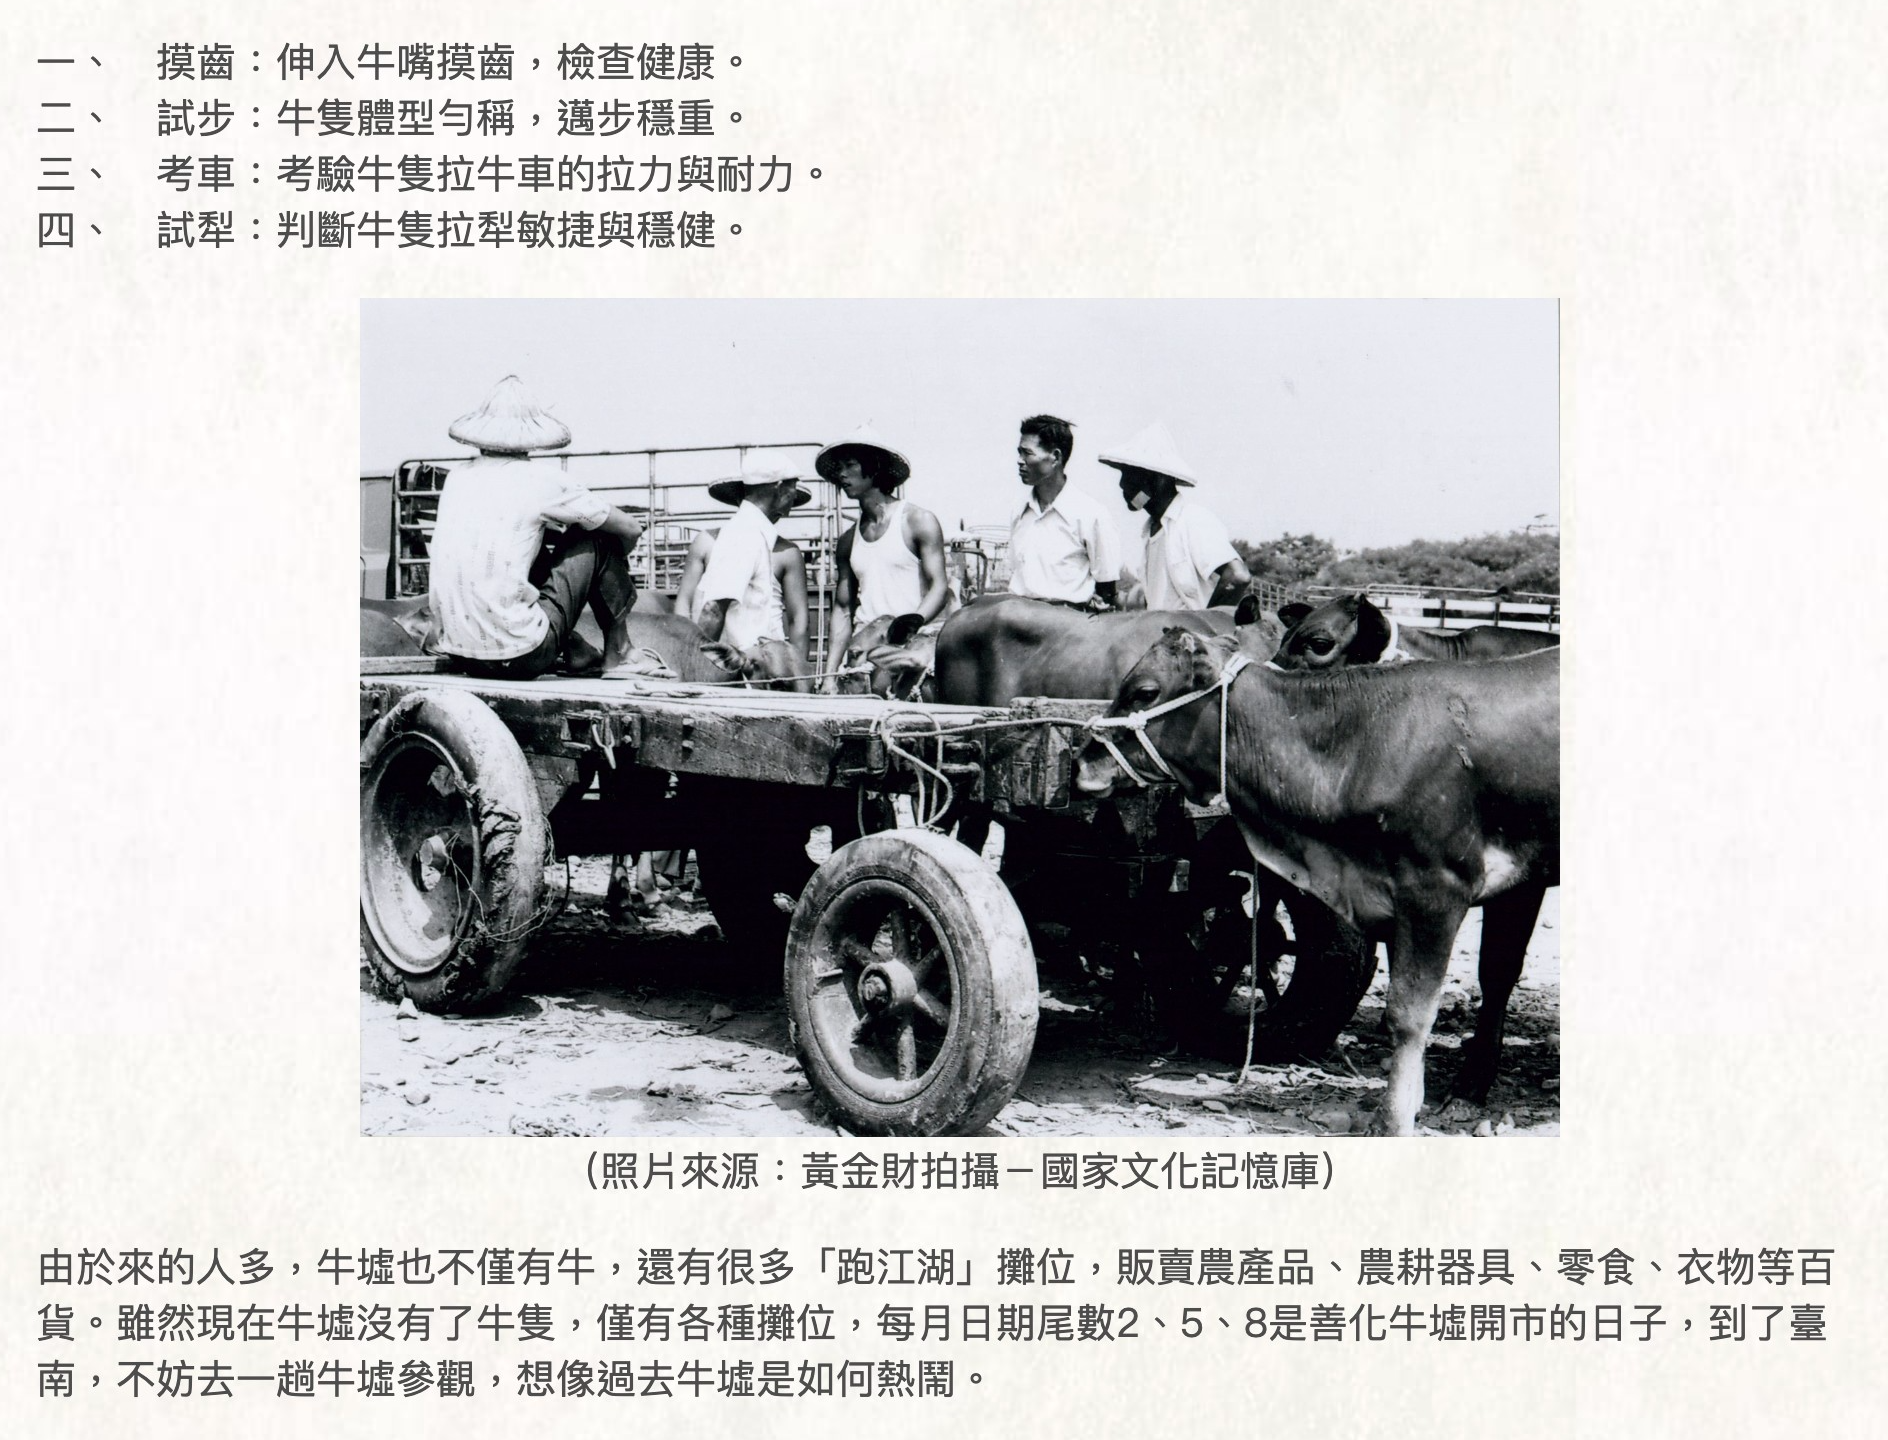 一、 摸齒：伸入牛嘴摸齒，檢查健康。
二、 試步：牛隻體型勻稱，邁步穩重。
三、 考車：考驗牛隻拉牛車的拉力與耐力。
四、 試犁：判斷牛隻拉犁敏捷與穩健。
(照片來源：黃金財拍攝－國家文化記憶庫)
由於來的人多，牛墟也不僅有牛，還有很多「跑江湖」攤位，販賣農產品、農耕器具、零食、衣物等百
貨。雖然現在牛墟沒有了牛隻，僅有各種攤位，每月日期尾數2、5、8是善化牛墟開市的日子，到了臺
南，不妨去一趟牛墟參觀，想像過去牛墟是如何熱鬧。